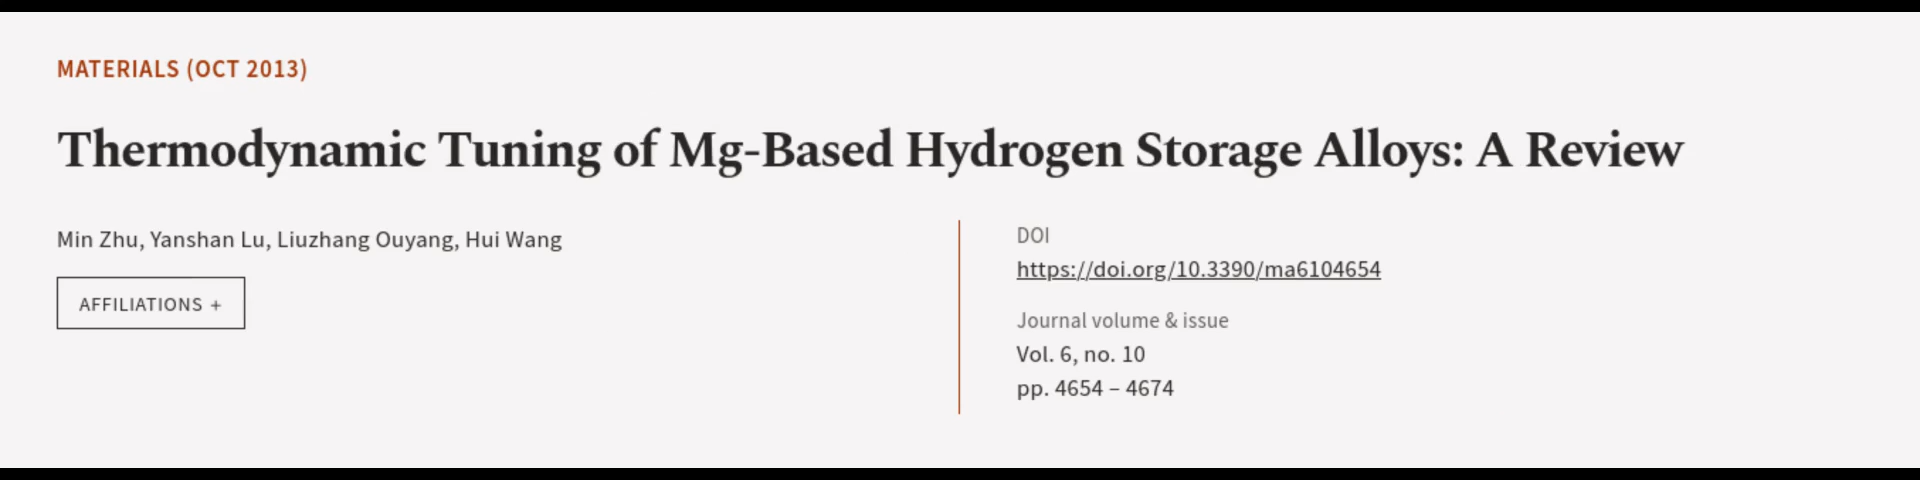 MATERIALS (OCT 2013)
Thermodynamic Tuning of Mg-Based Hydrogen Storage Alloys: A Review
Min Zhu, Yanshan Lu, Liuzhang Ouyang, Hui Wang
AFFILIATIONS +
DOI
https://doi.org/10.3390/ma6104654
Journal volume & issue
Vol. 6, no. 10
pp. 4654 – 4674